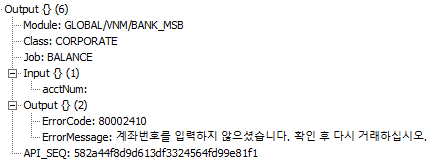 Output {} (6)
Module: GLOBAL/VNM/BANK_MSB
Class: CORPORATE
Job: BALANCE
Input {} (1)
acctNum:
Output {} (2)
ErrorCode: 80002410
ErrorMessage: 계좌번호를 입력하지 않으셨습니다. 확인 후 다시 거래하십시오.
API_SEQ: 582a44f8d9d613df3324564fd99e81f1